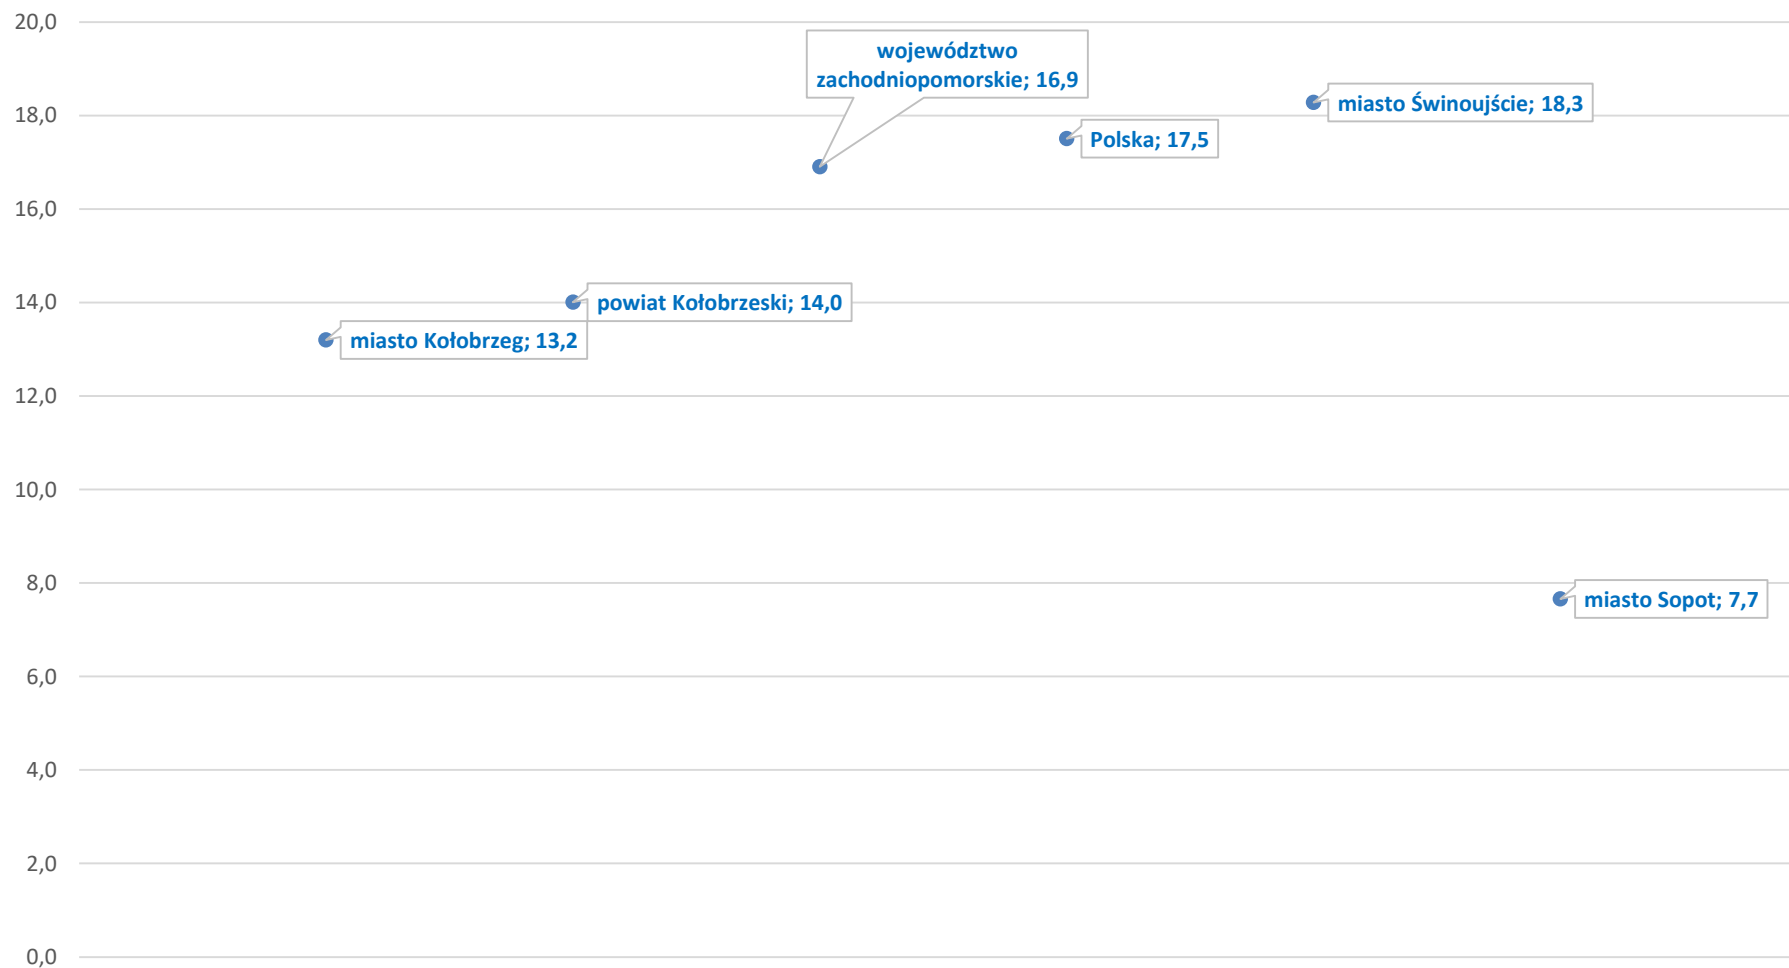 20,0
18,0
16,0
14,0
12,0
10,0
8,0
6,0
4,0
2,0
0,0
województwo
zachodniopomorskie; 16,9
miasto Świnoujście; 18,3
Polska; 17,5
powiat Kołobrzeski; 14,0
miasto Kołobrzeg; 13,2
miasto Sopot; 7,7